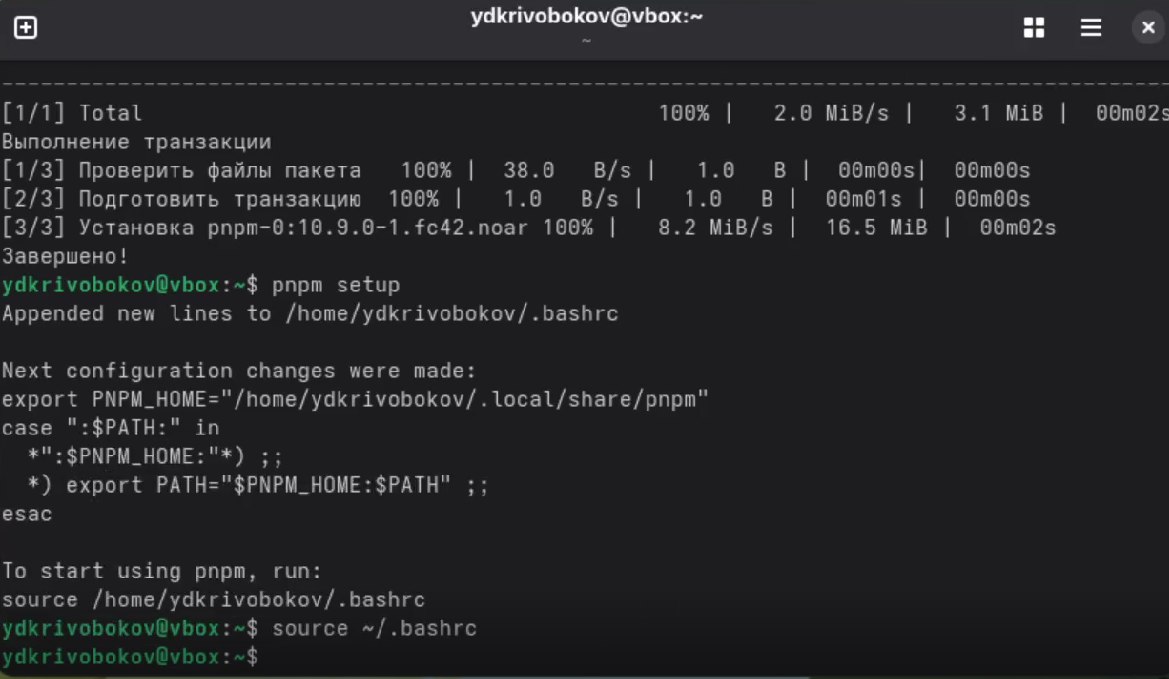 ydkrivobokov@vbox:~
~
--------------------------------------------------------------------------------
[1/1] Total 100% | 2.0 MiB/s | 3.1 MiB | 00m02s
Выполнение транзакции
[1/3] Проверить файлы пакета 100% | 38.0 B/s | 1.0 B | 00m00s| 00m00s
[2/3] Подготовить транзакцию 100% | 1.0 B/s | 1.0 B | 00m01s | 00m00s
[3/3] Установка pnpm-0:10.9.0-1.fc42.noar 100% | 8.2 MiB/s | 16.5 MiB | 00m02s
Завершено!
ydkrivobokov@vbox:~$ pnpm setup
Appended new lines to /home/ydkrivobokov/.bashrc
Next configuration changes were made:
export PNPM_HOME="/home/ydkrivobokov/.local/share/pnpm"
case ":$PATH:" in
  *":$PNPM_HOME:"*) ;;
  *) export PATH="$PNPM_HOME:$PATH" ;;
esac
To start using pnpm, run:
source /home/ydkrivobokov/.bashrc
ydkrivobokov@vbox:~$ source ~/.bashrc
ydkrivobokov@vbox:~$